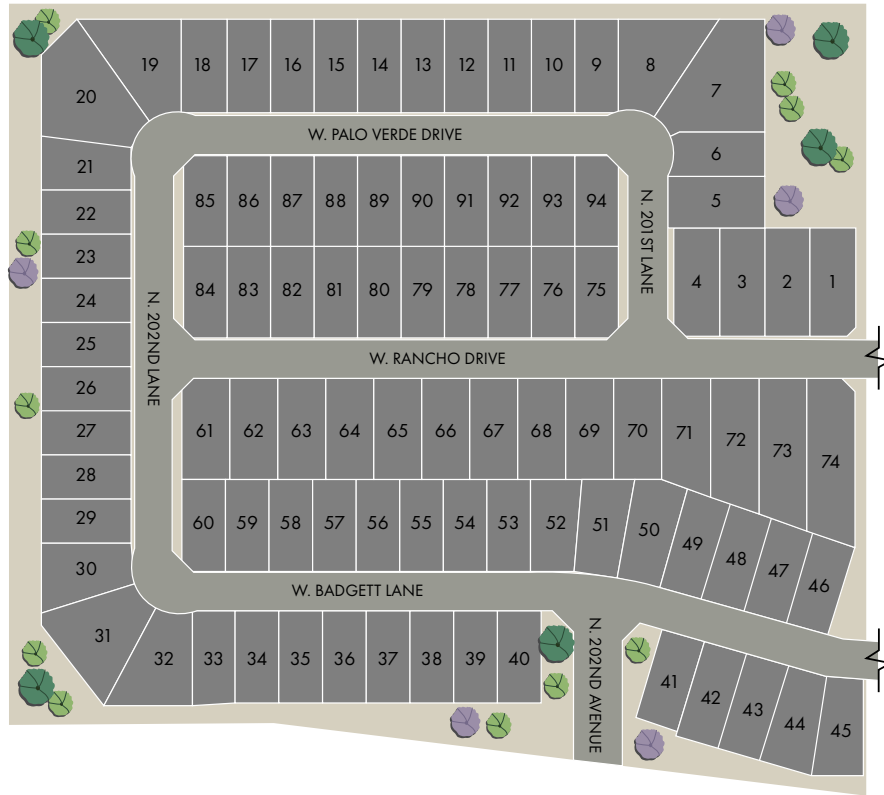 19 18 17 16 15 14 13 12 11 10 9 8
20
7
W. PALO VERDE DRIVE
21
6
85 86 87 88 89 90 91 92 93 94
5
22
N. 201ST LANE
23
4 3 2 1
84 83 82 81 80 79 78 77 76 75
24
N. 202ND LANE
25
W. RANCHO DRIVE
26
27
61 62 63 64 65 66 67 68 69 70 71 72 73 74
28
29
60 59 58 57 56 55 54 53 52 51 50 49 48 47 46
30
W. BADGETT LANE
31
32 33 34 35 36 37 38 39 40
N. 202ND AVENUE
41 42 43 44 45